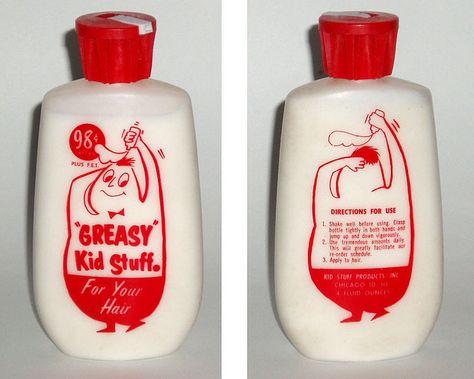 98¢
PLUS F.E.T.
"GREASY"
Kid Stuff®
For Your
Hair
DIRECTIONS FOR USE
1. Shake well before using. Clasp
bottle tightly in both hands and
jump up and down vigorously.
2. Use tremendous amounts daily.
This will greatly facilitate our
re-order schedule.
3. Apply to hair.
KID STUFF PRODUCTS INC
CHICAGO 10, ILL
4 FLUID OUNCES